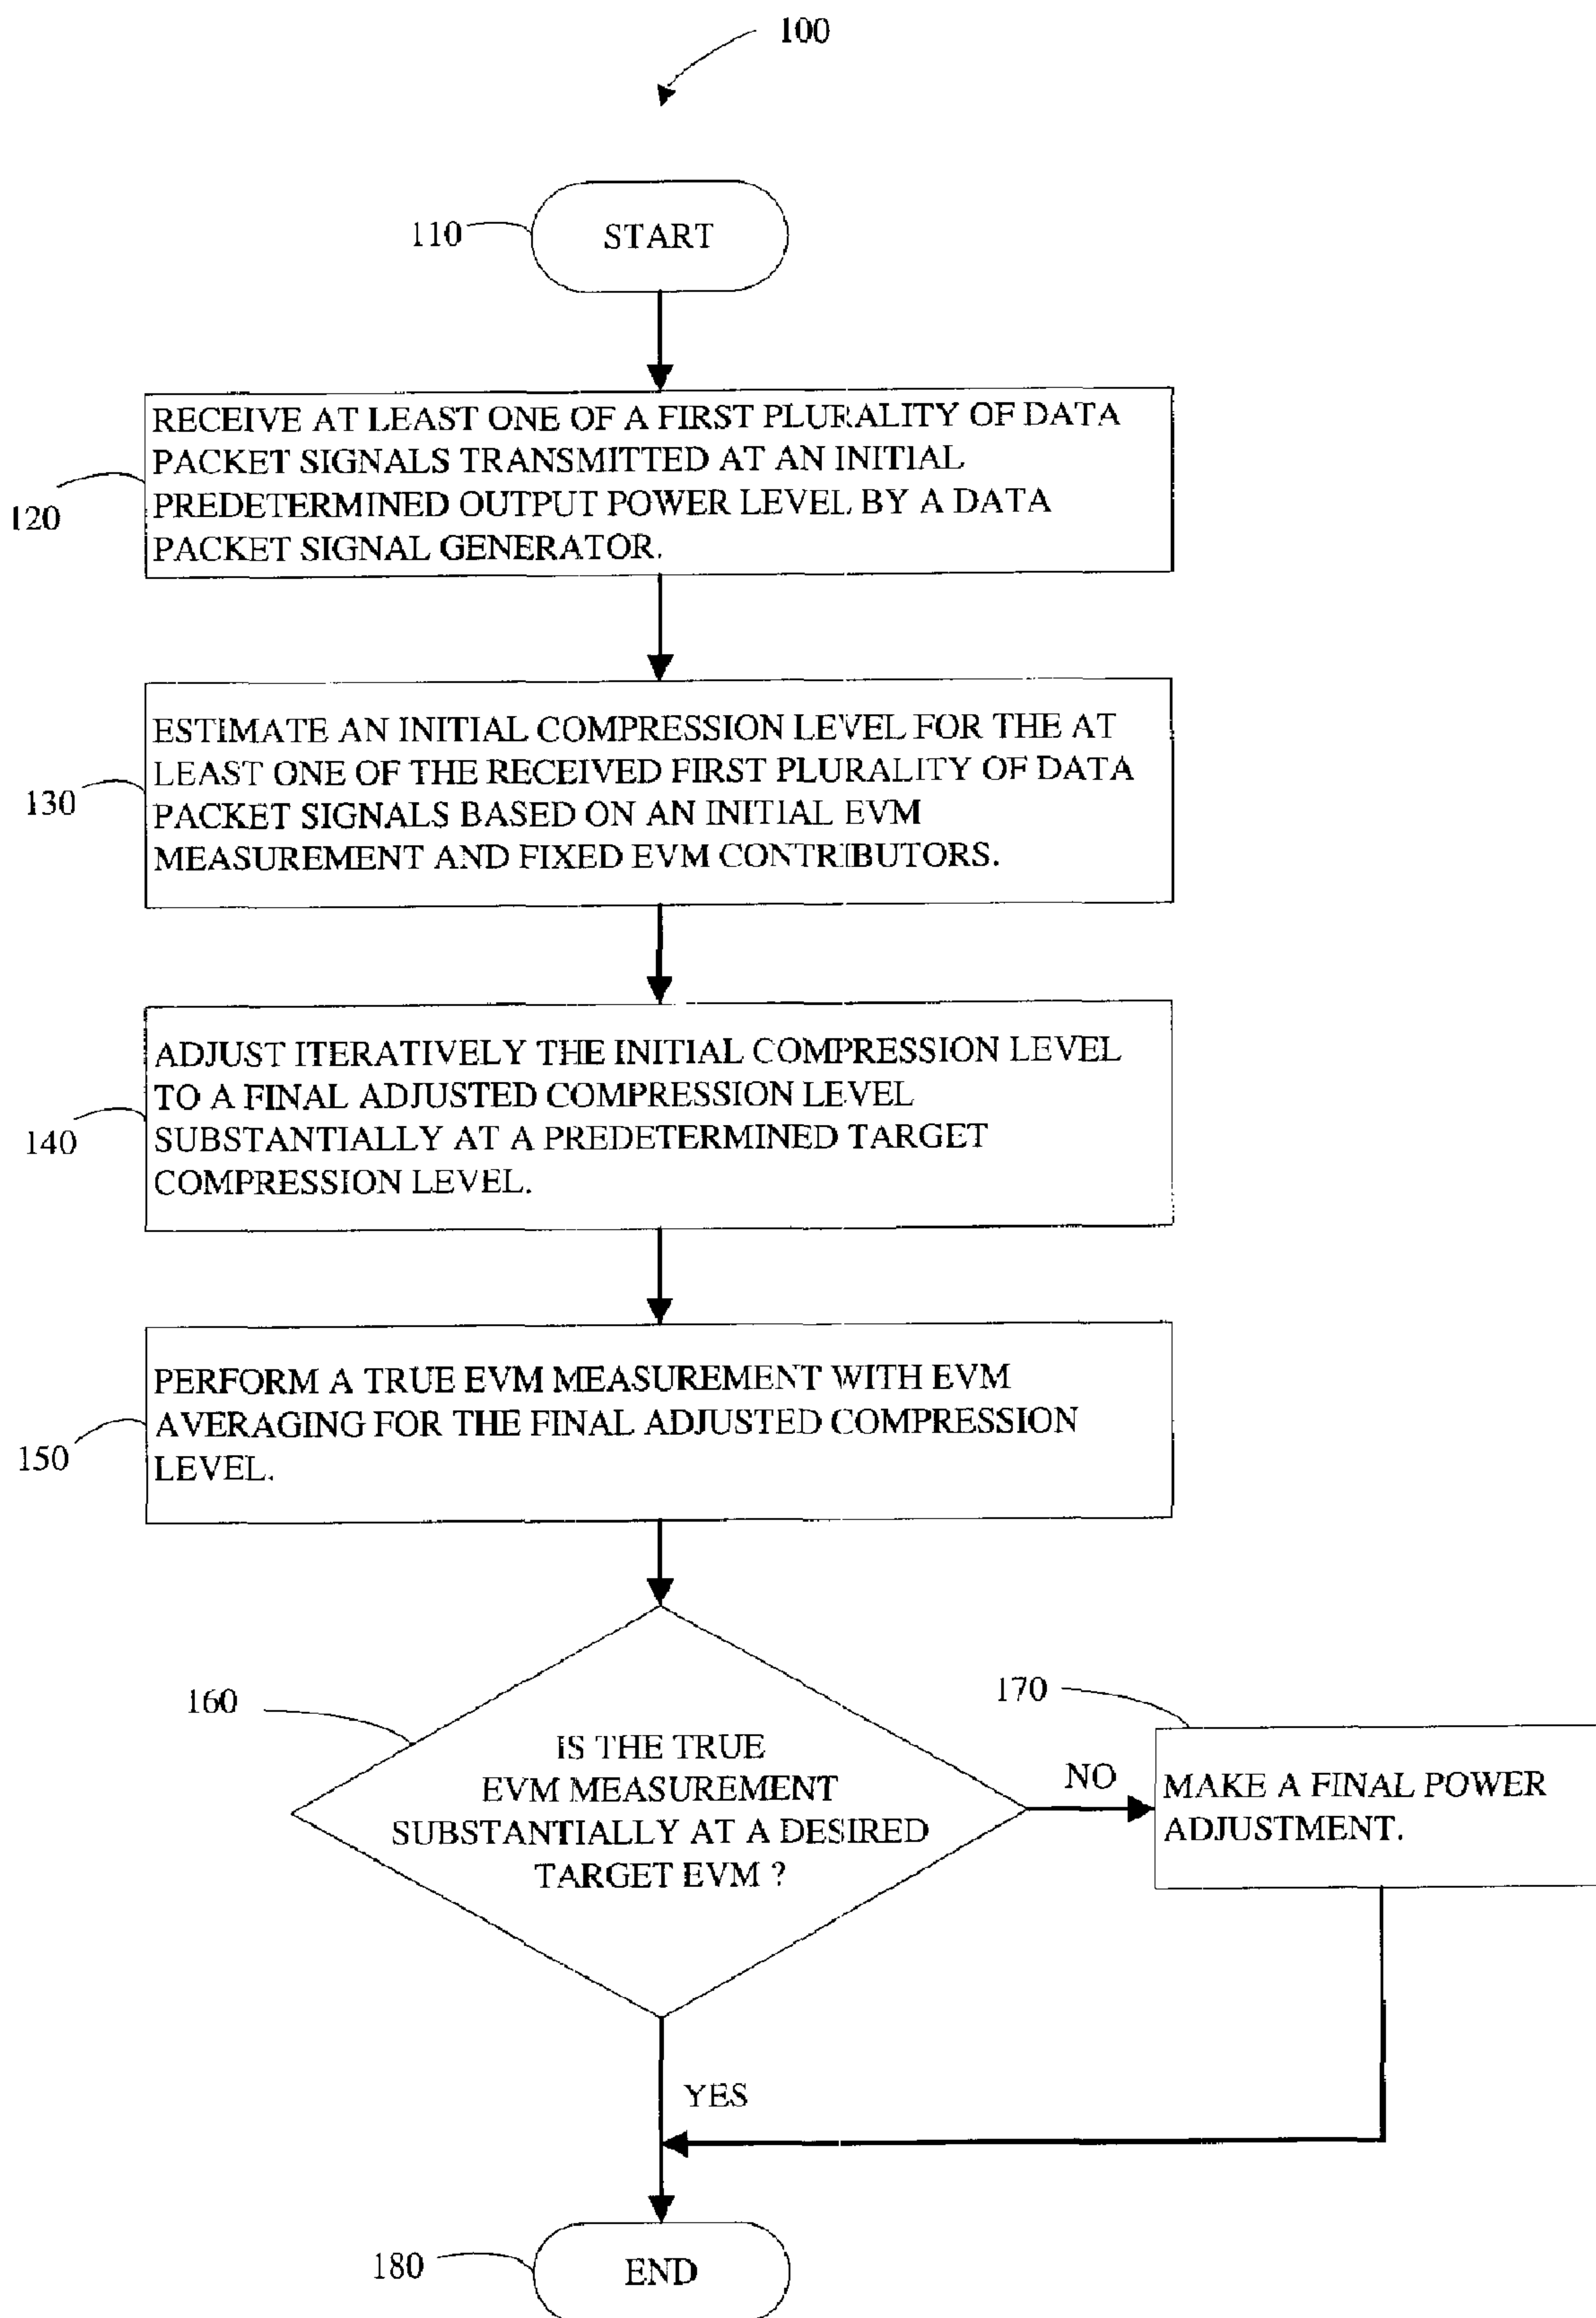 100
110
START
120
RECEIVE AT LEAST ONE OF A FIRST PLURALITY OF DATA
PACKET SIGNALS TRANSMITTED AT AN INITIAL
PREDETERMINED OUTPUT POWER LEVEL BY A DATA
PACKET SIGNAL GENERATOR.
130
ESTIMATE AN INITIAL COMPRESSION LEVEL FOR THE AT
LEAST ONE OF THE RECEIVED FIRST PLURALITY OF DATA
PACKET SIGNALS BASED ON AN INITIAL EVM
MEASUREMENT AND FIXED EVM CONTRIBUTORS.
140
ADJUST ITERATIVELY THE INITIAL COMPRESSION LEVEL
TO A FINAL ADJUSTED COMPRESSION LEVEL
SUBSTANTIALLY AT A PREDETERMINED TARGET
COMPRESSION LEVEL.
150
PERFORM A TRUE EVM MEASUREMENT WITH EVM
AVERAGING FOR THE FINAL ADJUSTED COMPRESSION
LEVEL.
160
IS THE TRUE
EVM MEASUREMENT
SUBSTANTIALLY AT A DESIRED
TARGET EVM ?
NO
170
MAKE A FINAL POWER
ADJUSTMENT.
YES
180
END